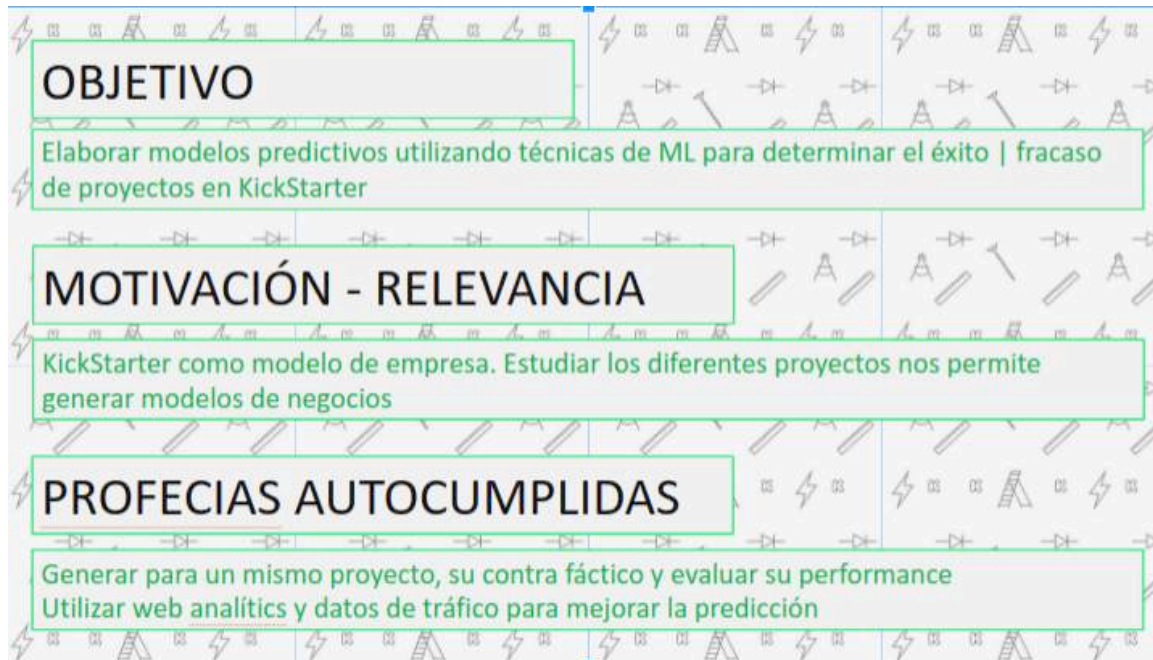 OBJETIVO
Elaborar modelos predictivos utilizando técnicas de ML para determinar el éxito | fracaso
de proyectos en KickStarter
MOTIVACIÓN - RELEVANCIA
KickStarter como modelo de empresa. Estudiar los diferentes proyectos nos permite
generar modelos de negocios
PROFECIAS AUTOCUMPLIDAS
Generar para un mismo proyecto, su contra fáctico y evaluar su performance
Utilizar web analítics y datos de tráfico para mejorar la predicción